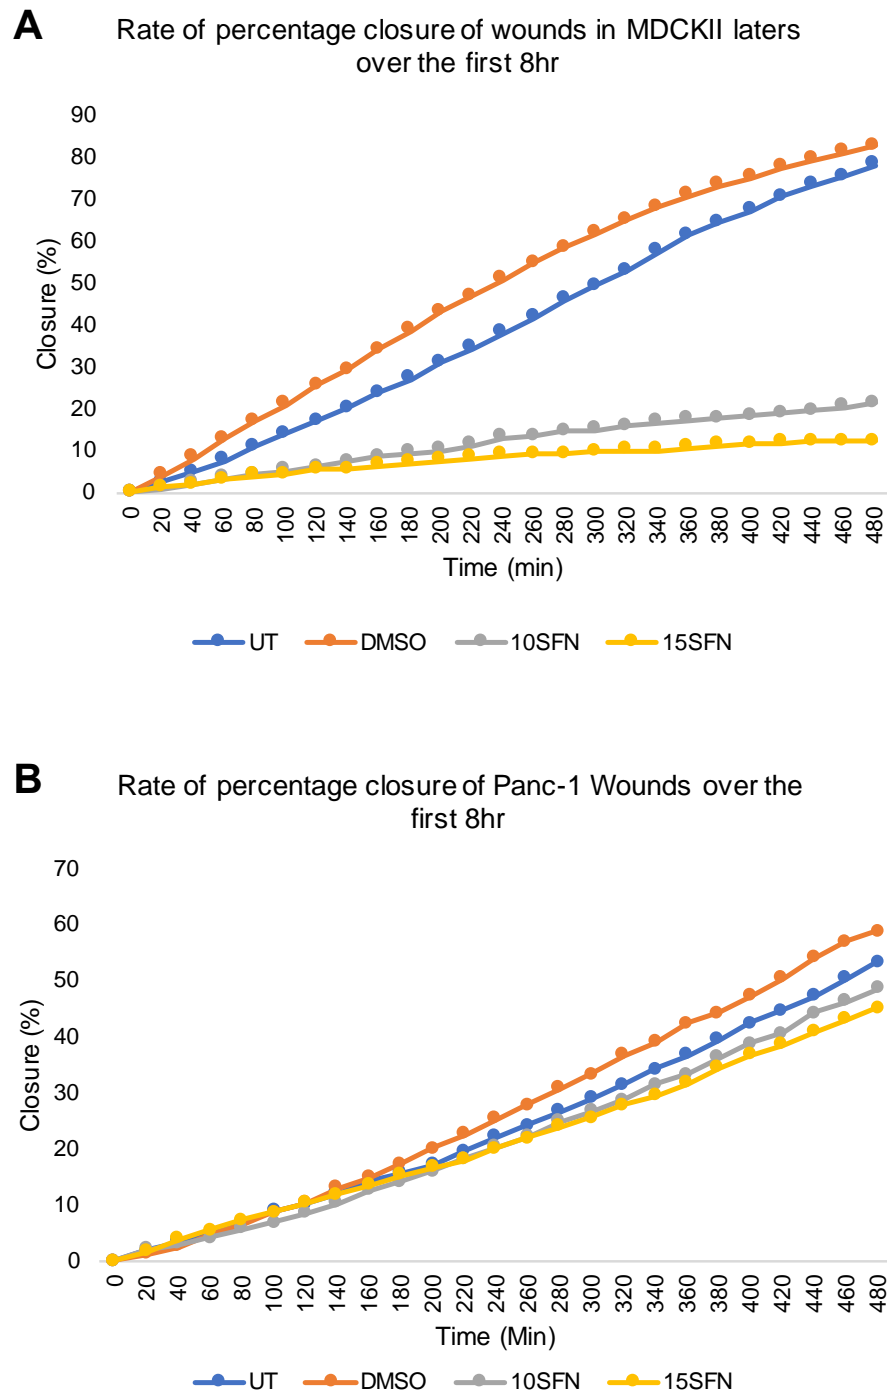 A
Rate of percentage closure of wounds in MDCKII laters
over the first 8hr
90
80
70
60
50
40
30
20
10
0
Closure (%)
0 20 40 60 80 100 120 140 160 180 200 220 240 260 280 300 320 340 360 380 400 420 440 460 480
Time (min)
UT DMSO 10SFN 15SFN
B
Rate of percentage closure of Panc-1 Wounds over the
first 8hr
70
60
50
40
30
20
10
0
Closure (%)
0 20 40 60 80 100 120 140 160 180 200 220 240 260 280 300 320 340 360 380 400 420 440 460 480
Time (Min)
UT DMSO 10SFN 15SFN